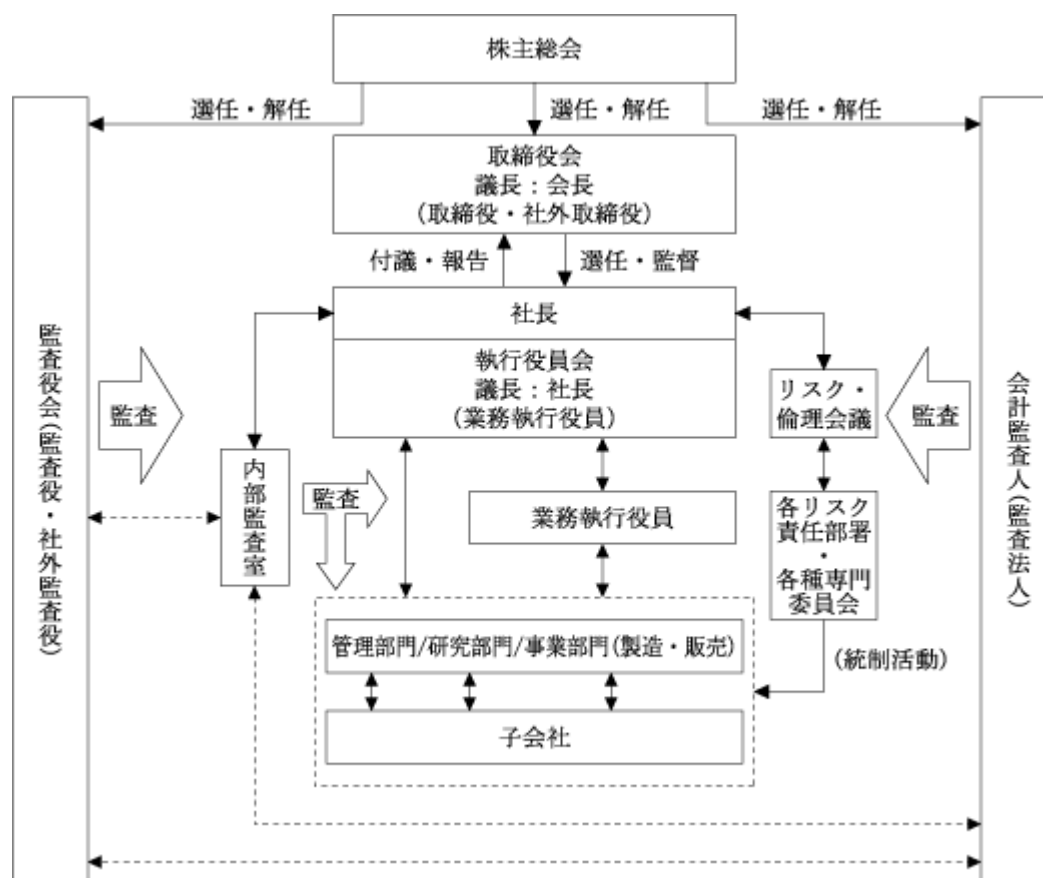 株主総会
選任・解任
選任・解任
選任・解任
取締役会
議長：会長
(取締役・社外取締役)
付議・報告
選任・監督
社長
執行役員会
議長：社長
(業務執行役員)
監査役会(監査役・社外監査役)
監査
リスク・
倫理会議
監査
会計監査人(監査法人)
内部監査室
監査
業務執行役員
各リスク
責任部署
・
各種専門
委員会
管理部門/研究部門/事業部門(製造・販売)
(統制活動)
子会社